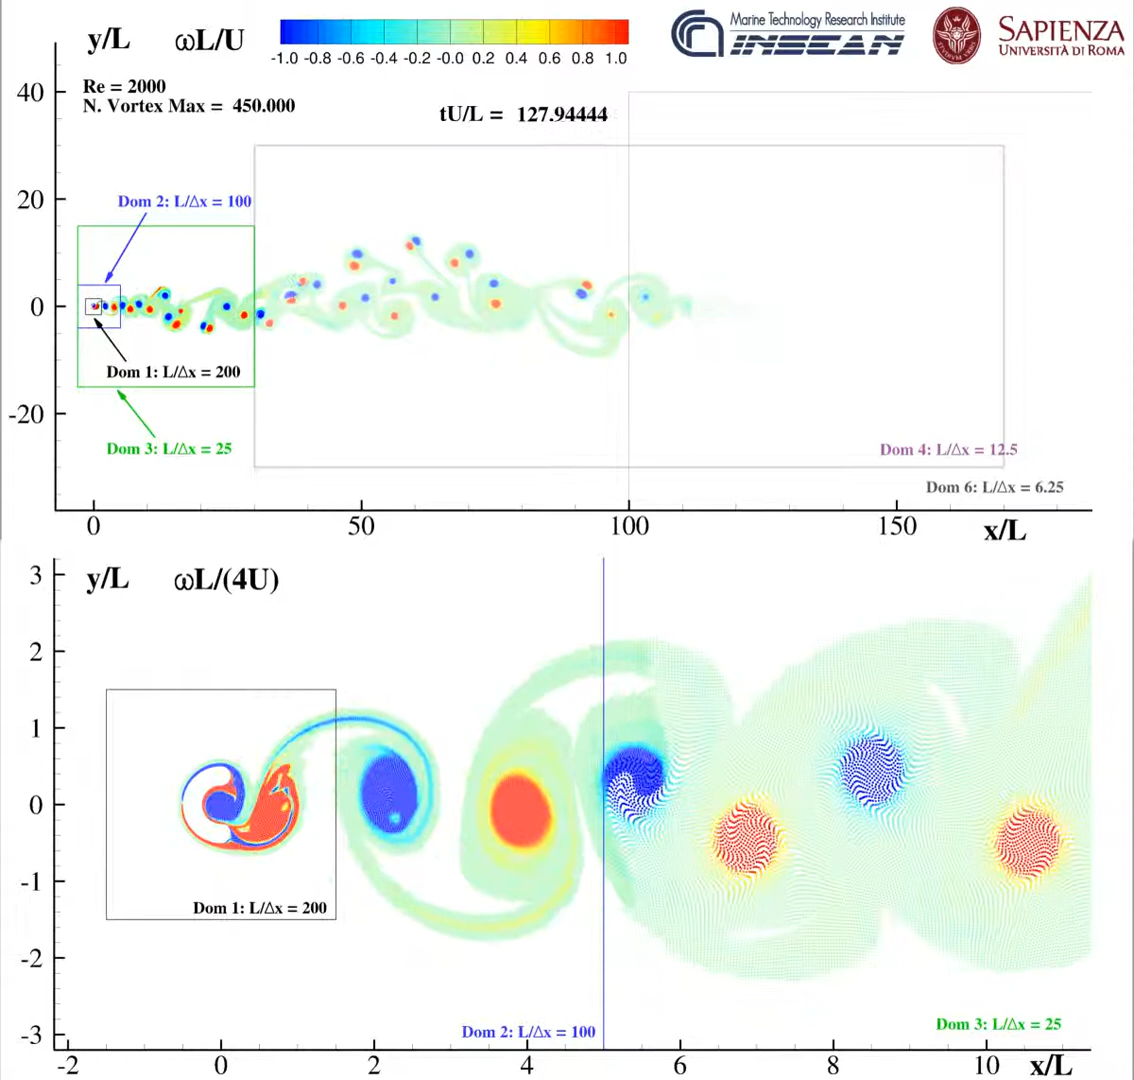 y/L ωL/U
-1.0 -0.8 -0.6 -0.4 -0.2 -0.0 0.2 0.4 0.6 0.8 1.0
Marine Technology Research Institute
CNR INSEAN
SAPIENZA
UNIVERSITÀ DI ROMA
Re = 2000
N. Vortex Max = 450.000
tU/L = 127.94444
40
20
0
-20
Dom 2: L/Δx = 100
Dom 1: L/Δx = 200
Dom 3: L/Δx = 25
Dom 4: L/Δx = 12.5
Dom 6: L/Δx = 6.25
0 50 100 150 x/L
y/L ωL/(4U)
3
2
1
0
-1
-2
-3
Dom 1: L/Δx = 200
Dom 2: L/Δx = 100
Dom 3: L/Δx = 25
-2 0 2 4 6 8 10 x/L